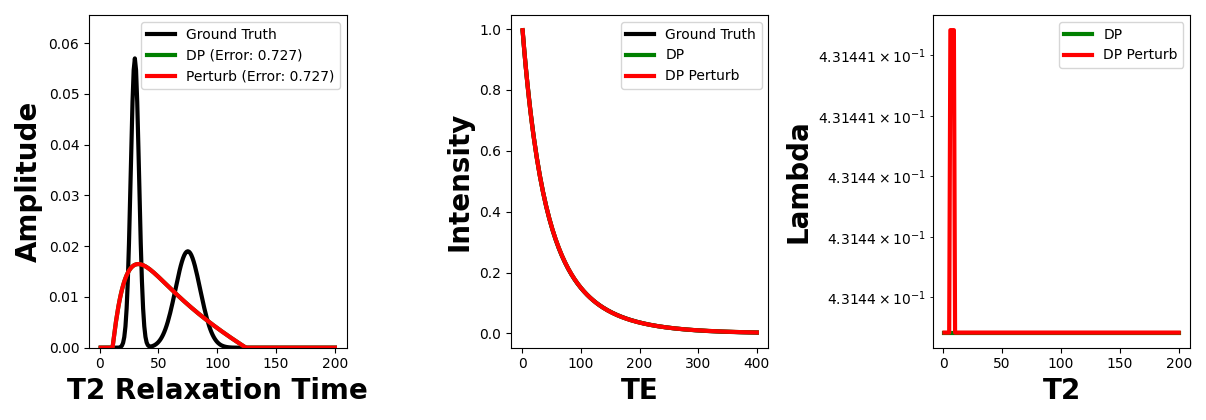 Amplitude
0.06
0.05
0.04
0.03
0.02
0.01
0.00
Ground Truth
DP (Error: 0.727)
Perturb (Error: 0.727)
0 50 100 150 200
T2 Relaxation Time
Intensity
1.0
0.8
0.6
0.4
0.2
0.0
Ground Truth
DP
DP Perturb
0 100 200 300 400
TE
Lambda
4.31441 × 10⁻¹
4.31441 × 10⁻¹
4.3144 × 10⁻¹
4.3144 × 10⁻¹
4.3144 × 10⁻¹
DP
DP Perturb
0 50 100 150 200
T2